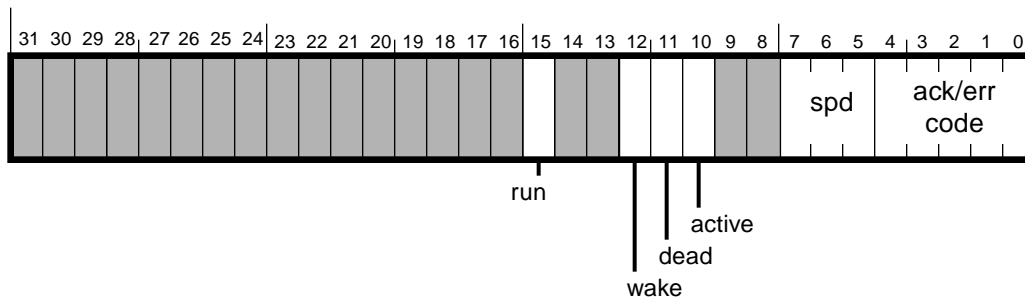 31 30 29 28 27 26 25 24 23 22 21 20 19 18 17 16 15 14 13 12 11 10 9 8 7 6 5 4 3 2 1 0
spd
ack/err
code
run
active
dead
wake